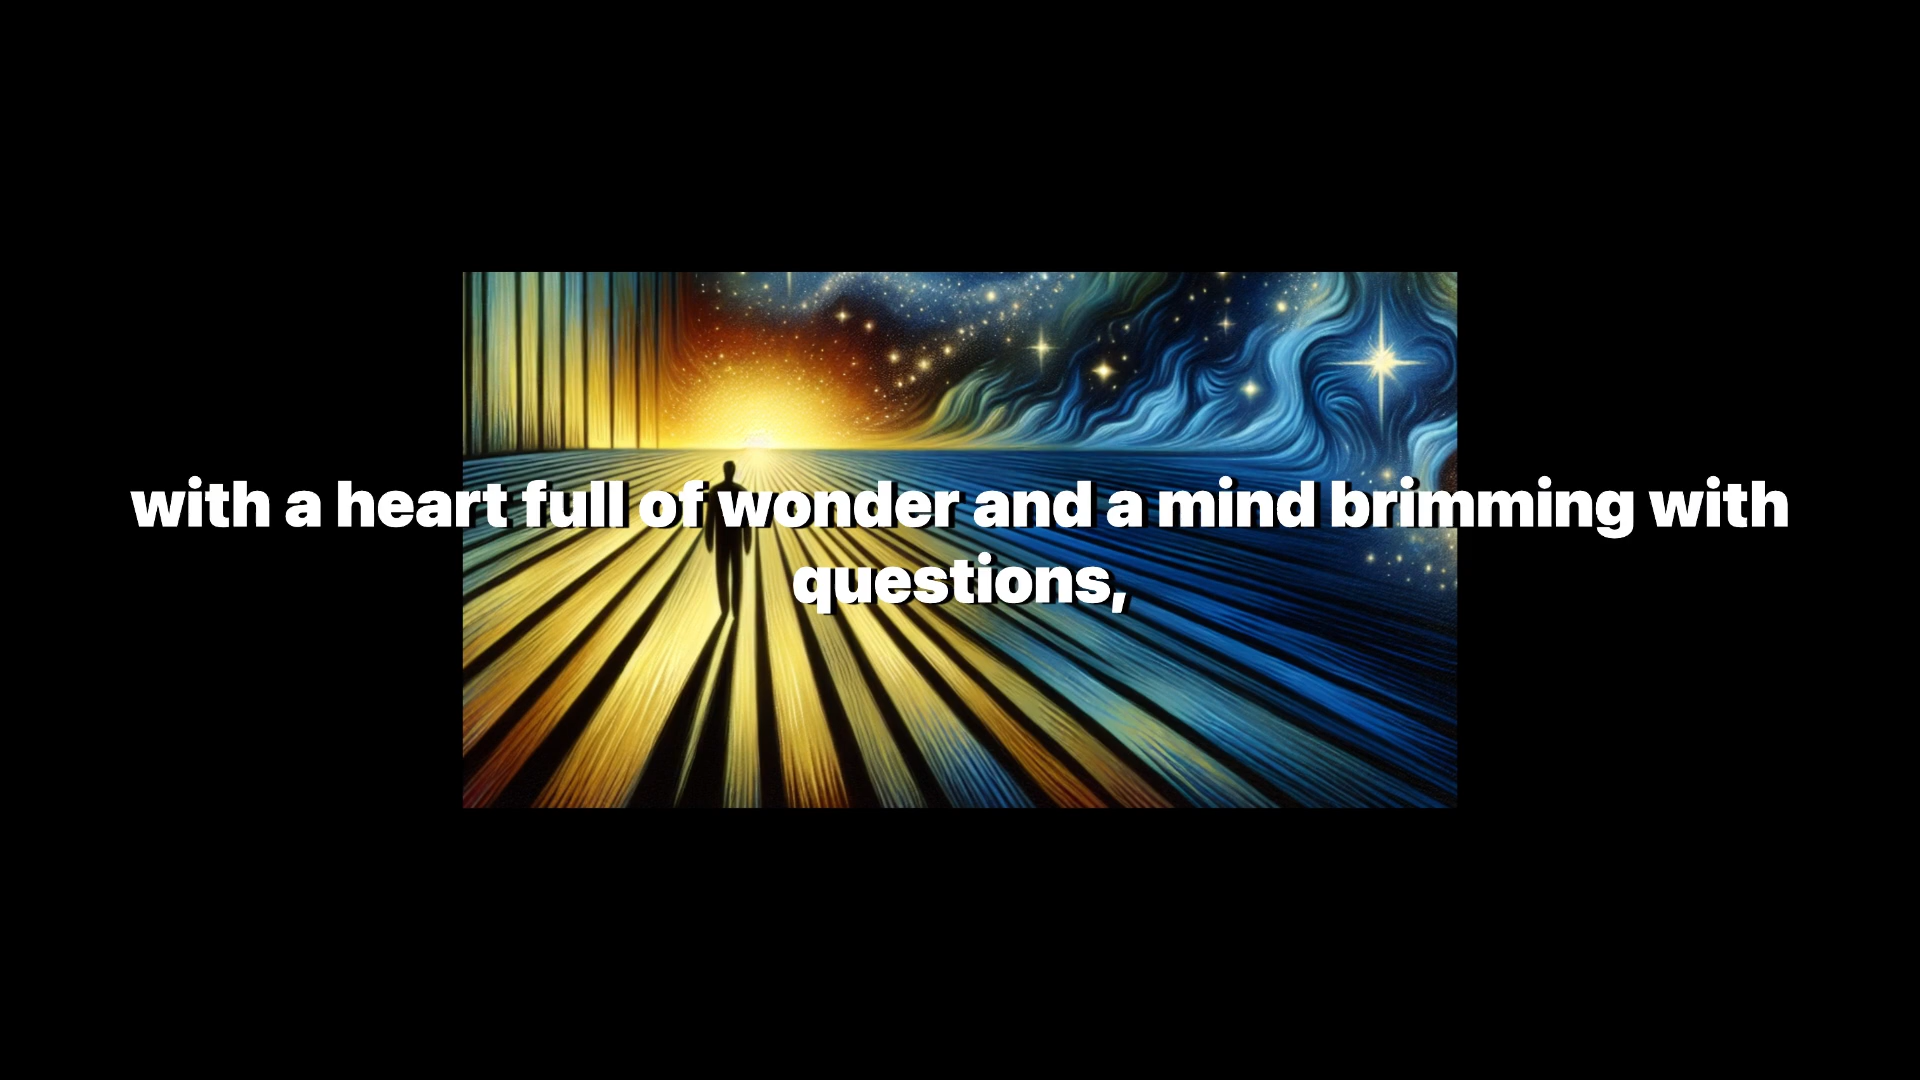 with a heart full of wonder and a mind brimming with
questions,